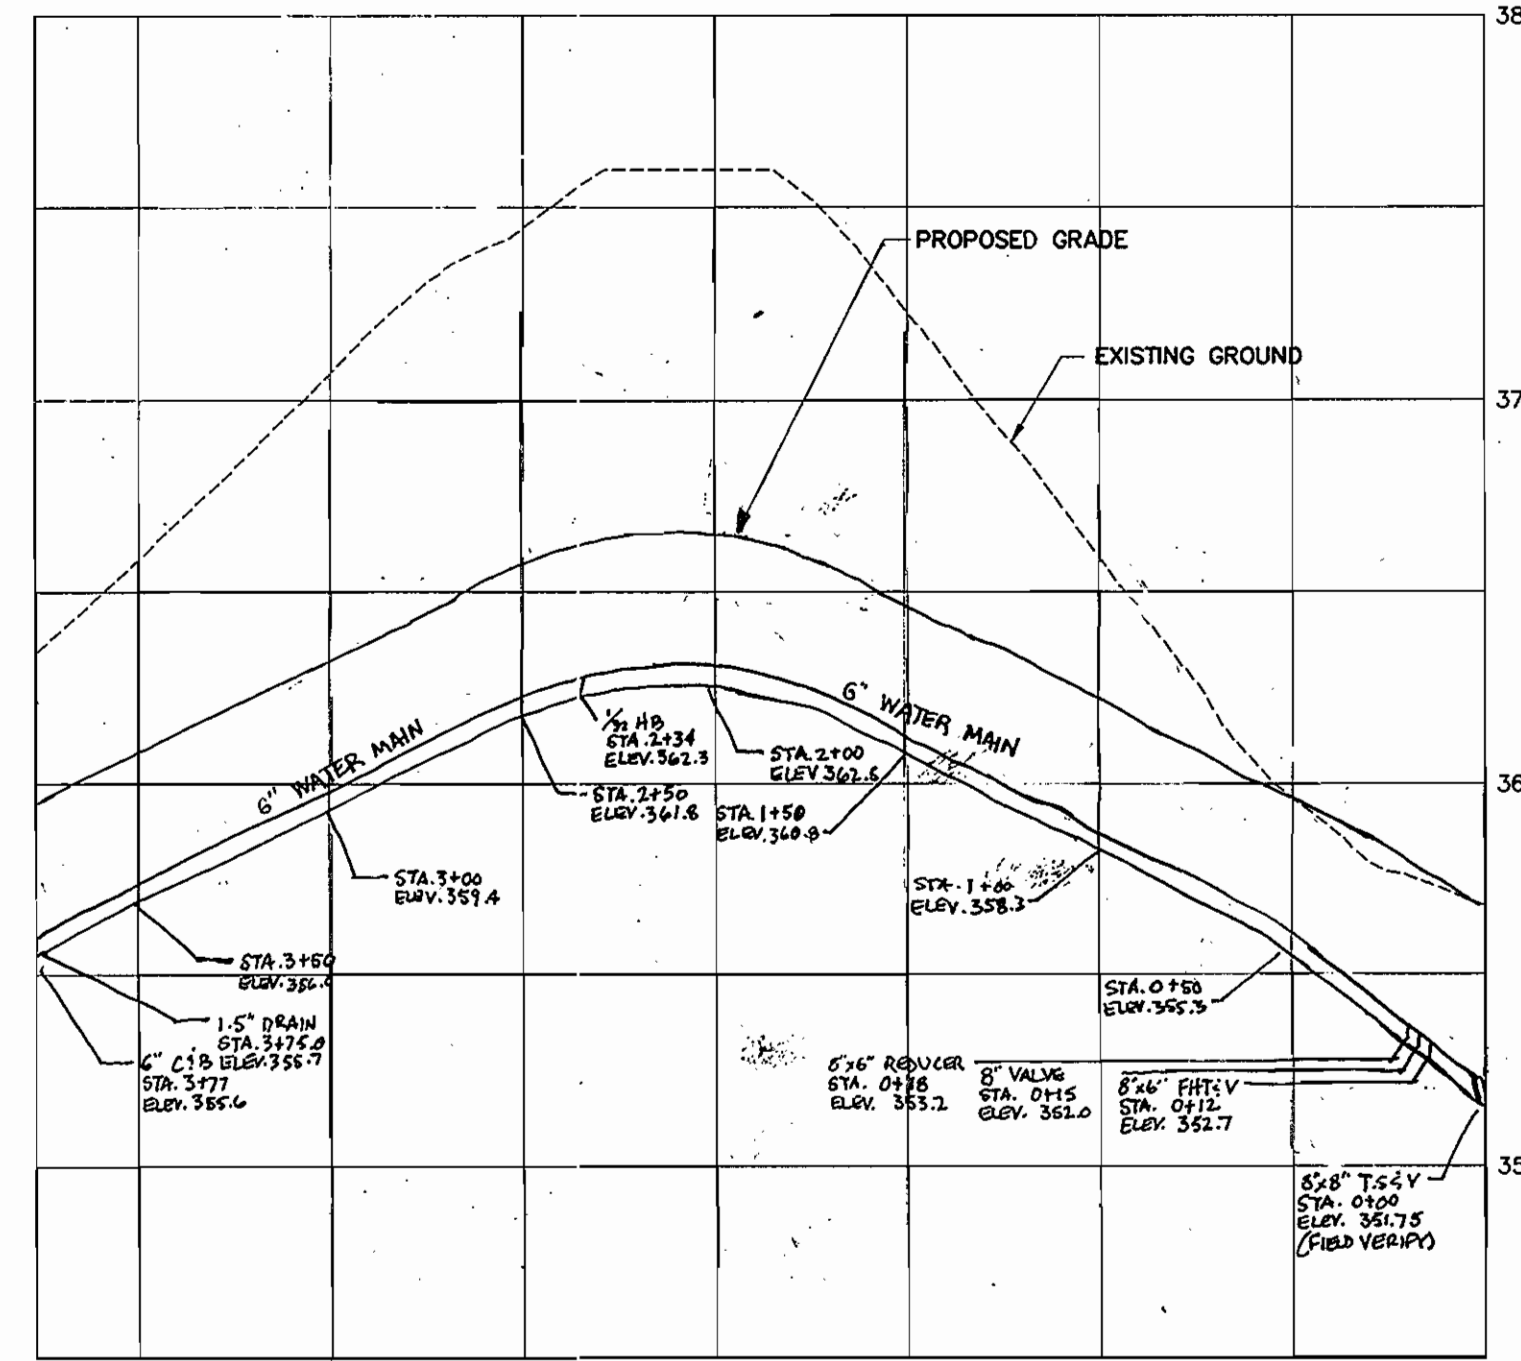 38
PROPOSED GRADE
EXISTING GROUND
37
6" WATER MAIN
6" WATER MAIN
1/32 HB
STA. 2+34
ELEV. 362.3
STA. 2+00
ELEV. 362.6
STA. 2+50
ELEV. 361.8
STA. 1+50
ELEV. 360.8
36
STA. 3+00
ELEV. 359.4
STA. 1+00
ELEV. 358.3
STA. 3+50
ELEV.
STA. 0+50
ELEV. 355.3
1.5" DRAIN
STA. 3+75.0
ELEV. 355.7
6" C&B
STA. 3+77
ELEV. 355.6
REDUCER
STA. 0+18
ELEV. 353.2
8" VALVE
STA. 0+15
ELEV. 352.0
8"x6" FHT&V
STA. 0+12
ELEV. 352.7
35
8"x8" T.S&V
STA. 0+00
ELEV. 351.75
(FIELD VERIFY)